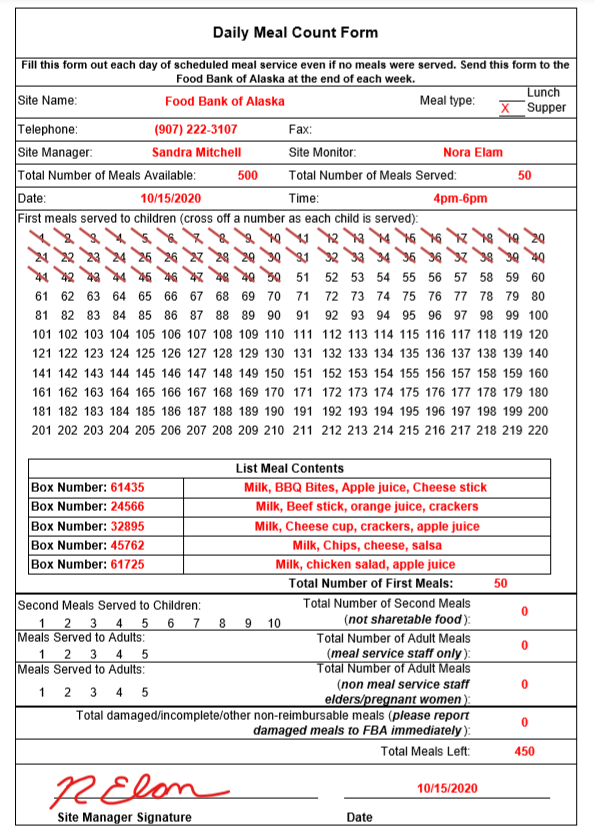 Daily Meal Count Form
Fill this form out each day of scheduled meal service even if no meals were served. Send this form to the
Food Bank of Alaska at the end of each week.
Site Name: Food Bank of Alaska Meal type: Lunch
X Supper
Telephone: (907) 222-3107 Fax:
Site Manager: Sandra Mitchell Site Monitor: Nora Elam
Total Number of Meals Available: 500 Total Number of Meals Served: 50
Date: 10/15/2020 Time: 4pm-6pm
First meals served to children (cross off a number as each child is served):
1 2 3 4 5 6 7 8 9 10 11 12 13 14 15 16 17 18 19 20
21 22 23 24 25 26 27 28 29 30 31 32 33 34 35 36 37 38 39 40
41 42 43 44 45 46 47 48 49 50 51 52 53 54 55 56 57 58 59 60
61 62 63 64 65 66 67 68 69 70 71 72 73 74 75 76 77 78 79 80
81 82 83 84 85 86 87 88 89 90 91 92 93 94 95 96 97 98 99 100
101 102 103 104 105 106 107 108 109 110 111 112 113 114 115 116 117 118 119 120
121 122 123 124 125 126 127 128 129 130 131 132 133 134 135 136 137 138 139 140
141 142 143 144 145 146 147 148 149 150 151 152 153 154 155 156 157 158 159 160
161 162 163 164 165 166 167 168 169 170 171 172 173 174 175 176 177 178 179 180
181 182 183 184 185 186 187 188 189 190 191 192 193 194 195 196 197 198 199 200
201 202 203 204 205 206 207 208 209 210 211 212 213 214 215 216 217 218 219 220
List Meal Contents
Box Number: 61435 Milk, BBQ Bites, Apple juice, Cheese stick
Box Number: 24566 Milk, Beef stick, orange juice, crackers
Box Number: 32895 Milk, Cheese cup, crackers, apple juice
Box Number: 45762 Milk, Chips, cheese, salsa
Box Number: 61725 Milk, chicken salad, apple juice
Total Number of First Meals: 50
Second Meals Served to Children: Total Number of Second Meals
1 2 3 4 5 6 7 8 9 10 (not sharetable food): 0
Meals Served to Adults: Total Number of Adult Meals
1 2 3 4 5 (meal service staff only): 0
Meals Served to Adults: Total Number of Adult Meals
1 2 3 4 5 (non meal service staff 0
elders/pregnant women):
Total damaged/incomplete/other non-reimbursable meals (please report
damaged meals to FBA immediately): 0
Total Meals Left: 450
R Elam 10/15/2020
Site Manager Signature Date